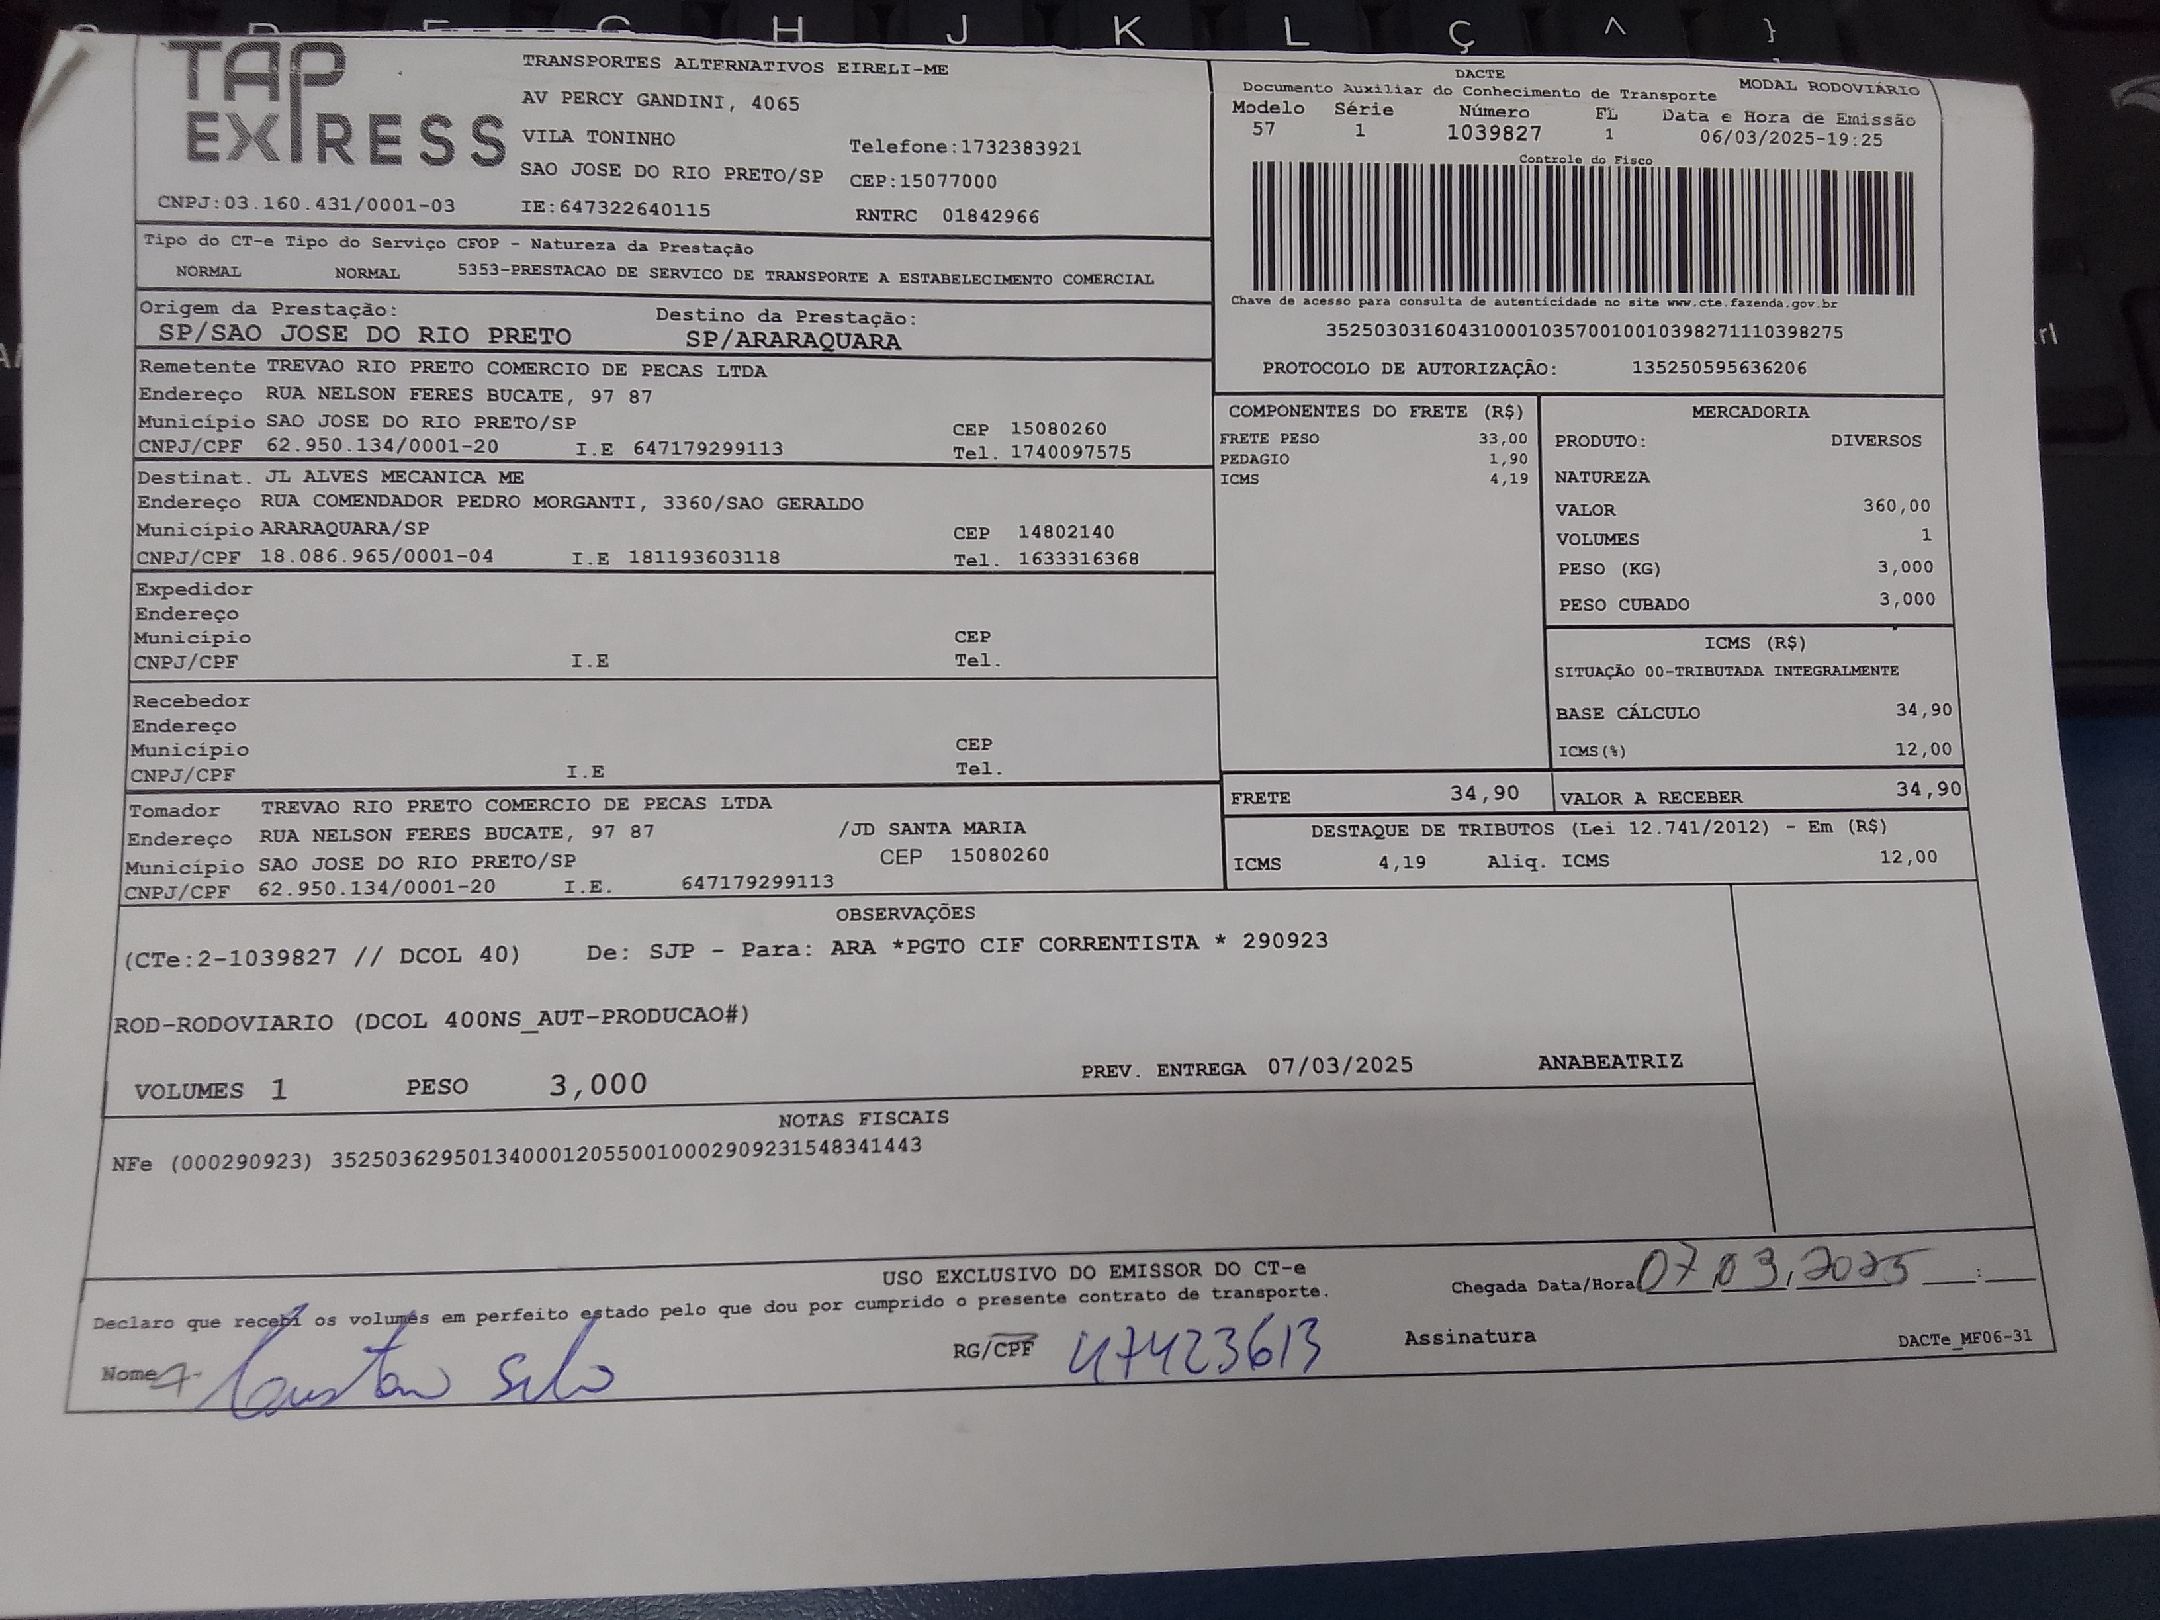 H J K L Ç ^ }
TAP EXPRESS
TRANSPORTES ALTERNATIVOS EIRELI-ME
AV PERCY GANDINI, 4065
VILA TONINHO Telefone:1732383921
SAO JOSE DO RIO PRETO/SP CEP:15077000
CNPJ:03.160.431/0001-03 IE:647322640115 RNTRC 01842966
DACTE
Documento Auxiliar do Conhecimento de Transporte MODAL RODOVIÁRIO
Modelo Série Número FL Data e Hora de Emissão
57 1 1039827 1 06/03/2025-19:25
Controle do Fisco
Chave de acesso para consulta de autenticidade no site www.cte.fazenda.gov.br
35250303160431000103570010010398271110398275
PROTOCOLO DE AUTORIZAÇÃO: 135250595636206
Tipo do CT-e Tipo do Serviço CFOP - Natureza da Prestação
NORMAL NORMAL 5353-PRESTACAO DE SERVICO DE TRANSPORTE A ESTABELECIMENTO COMERCIAL
Origem da Prestação: Destino da Prestação:
SP/SAO JOSE DO RIO PRETO SP/ARARAQUARA
Remetente TREVAO RIO PRETO COMERCIO DE PECAS LTDA
Endereço RUA NELSON FERES BUCATE, 97 87
Município SAO JOSE DO RIO PRETO/SP CEP 15080260
CNPJ/CPF 62.950.134/0001-20 I.E 647179299113 Tel. 1740097575
Destinat. JL ALVES MECANICA ME
Endereço RUA COMENDADOR PEDRO MORGANTI, 3360/SAO GERALDO
Município ARARAQUARA/SP CEP 14802140
CNPJ/CPF 18.086.965/0001-04 I.E 181193603118 Tel. 1633316368
Expedidor
Endereço
Município CEP
CNPJ/CPF I.E Tel.
Recebedor
Endereço
Município CEP
CNPJ/CPF I.E Tel.
Tomador TREVAO RIO PRETO COMERCIO DE PECAS LTDA
Endereço RUA NELSON FERES BUCATE, 97 87 /JD SANTA MARIA
Município SAO JOSE DO RIO PRETO/SP CEP 15080260
CNPJ/CPF 62.950.134/0001-20 I.E. 647179299113
COMPONENTES DO FRETE (R$)
FRETE PESO 33,00
PEDAGIO 1,90
ICMS 4,19
MERCADORIA
PRODUTO: DIVERSOS
NATUREZA
VALOR 360,00
VOLUMES 1
PESO (KG) 3,000
PESO CUBADO 3,000
ICMS (R$)
SITUAÇÃO 00-TRIBUTADA INTEGRALMENTE
BASE CÁLCULO 34,90
ICMS(%) 12,00
FRETE 34,90 VALOR A RECEBER 34,90
DESTAQUE DE TRIBUTOS (Lei 12.741/2012) - Em (R$)
ICMS 4,19 Aliq. ICMS 12,00
OBSERVAÇÕES
(CTe:2-1039827 // DCOL 40) De: SJP - Para: ARA *PGTO CIF CORRENTISTA * 290923
ROD-RODOVIARIO (DCOL 400NS_AUT-PRODUCAO#)
VOLUMES 1 PESO 3,000 PREV. ENTREGA 07/03/2025 ANABEATRIZ
NOTAS FISCAIS
NFe (000290923) 35250362950134000120550010002909231548341443
USO EXCLUSIVO DO EMISSOR DO CT-e
Declaro que recebi os volumes em perfeito estado pelo que dou por cumprido o presente contrato de transporte.
Chegada Data/Hora 07 03 2025 :
Nome RG/CPF 47423613 Assinatura DACTe_MF06-31